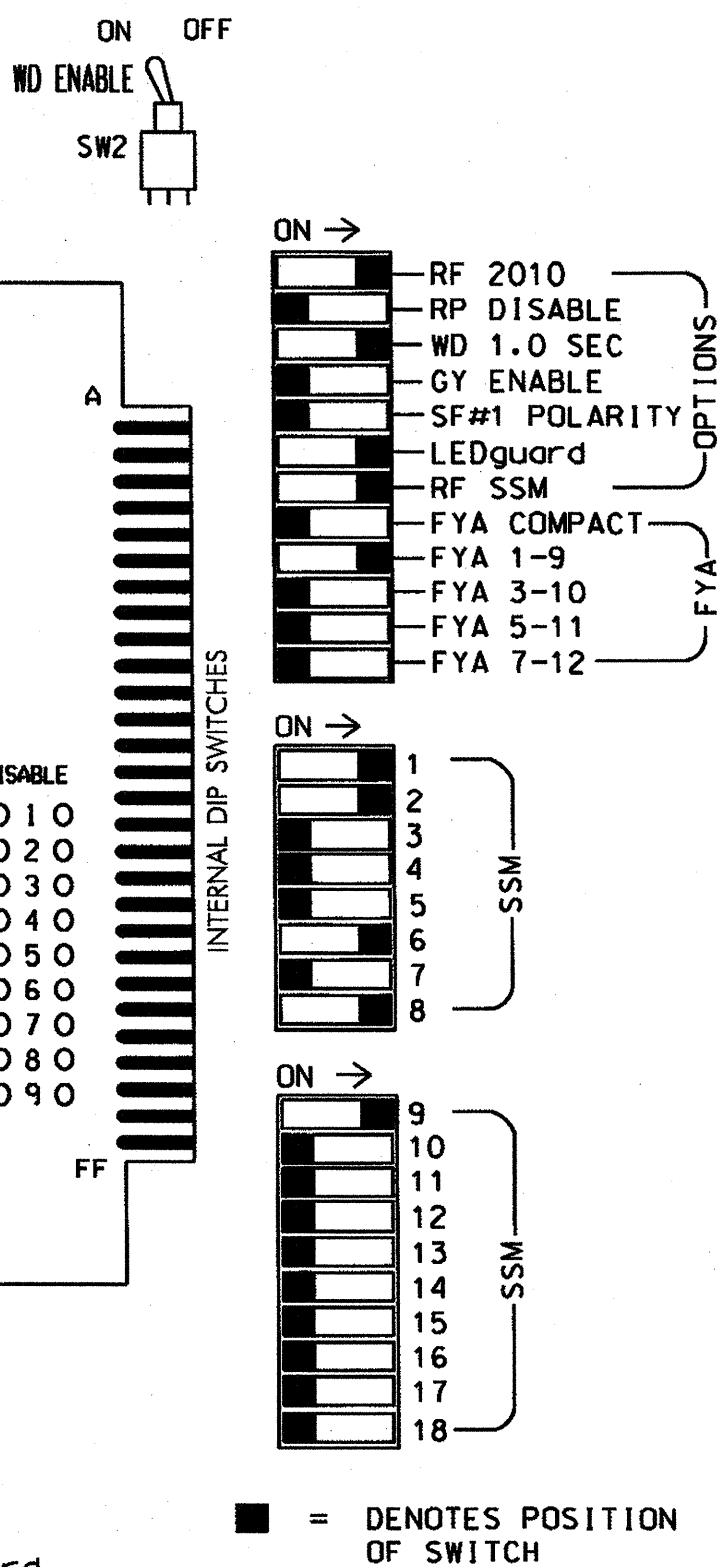 ON OFF
WD ENABLE
SW2
ON →
RF 2010
RP DISABLE
WD 1.0 SEC
GY ENABLE
SF#1 POLARITY
LEDguard
RF SSM
OPTIONS
FYA COMPACT
FYA 1-9
FYA 3-10
FYA 5-11
FYA 7-12
FYA
A
FF
INTERNAL DIP SWITCHES
ISABLE
1
2
3
4
5
6
7
8
9
ON →
1
2
3
4
5
6
7
8
SSM
ON →
9
10
11
12
13
14
15
16
17
18
SSM
= DENOTES POSITION
OF SWITCH